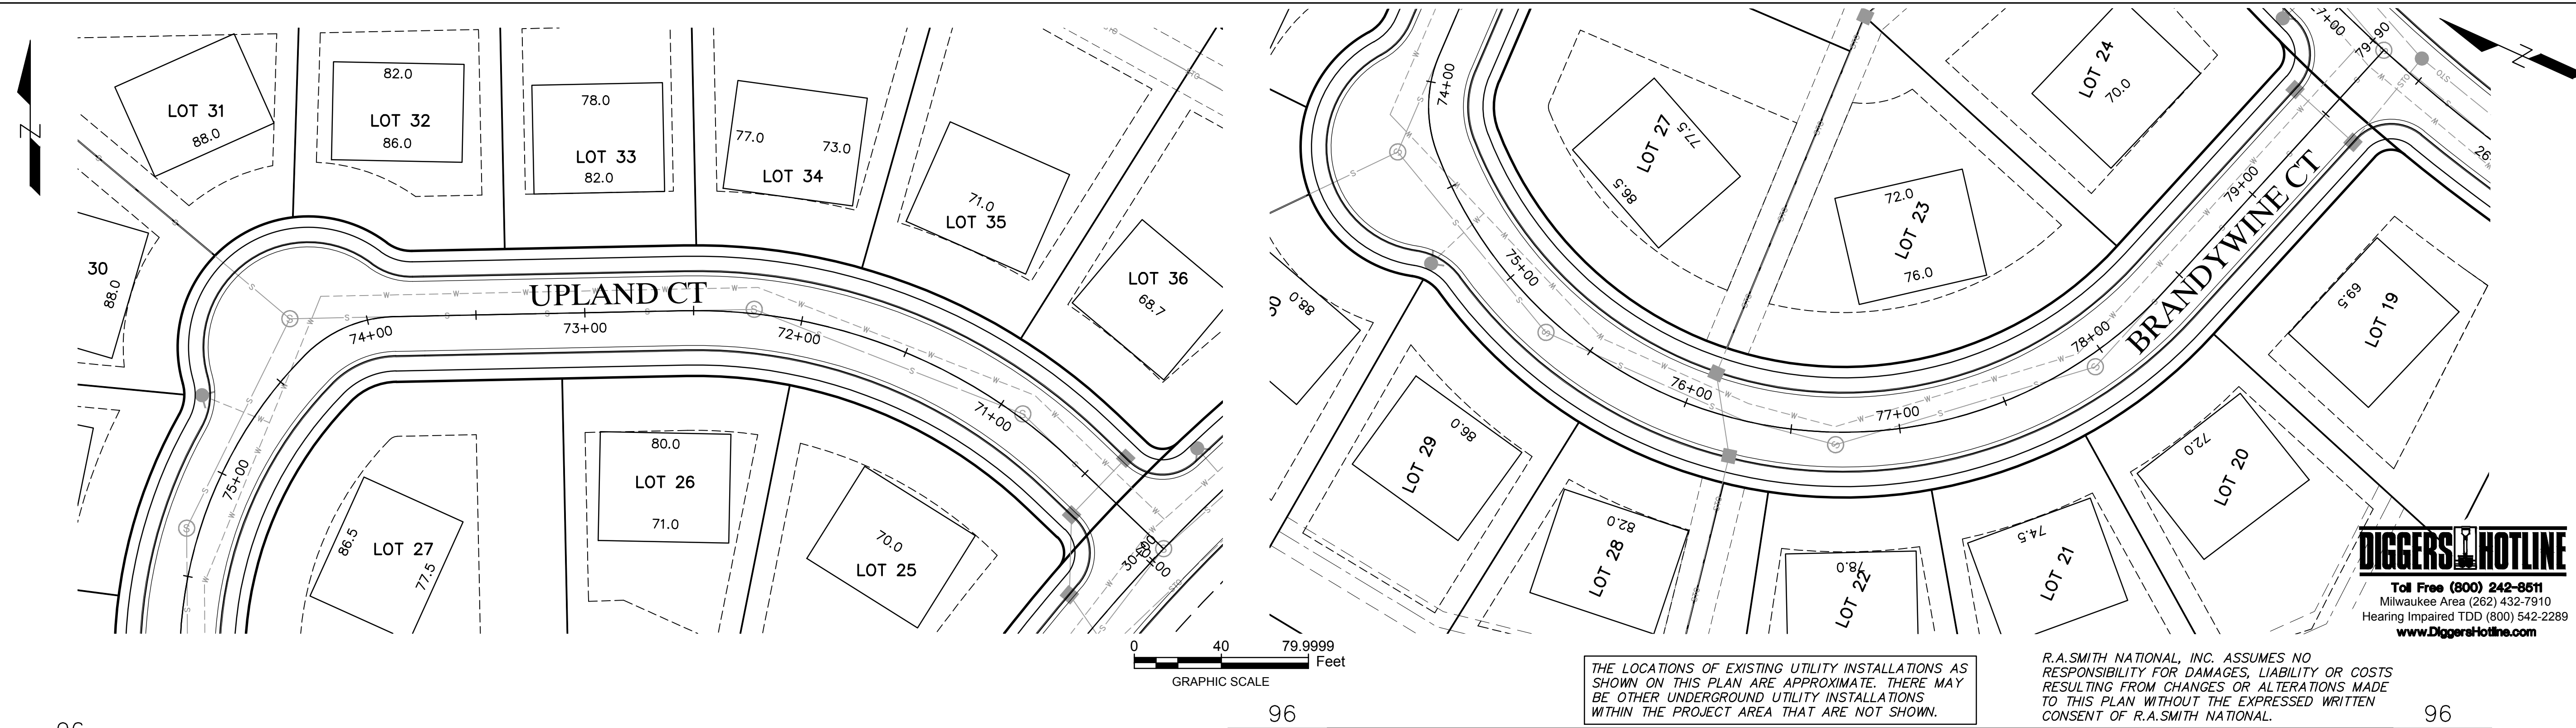 N
LOT 31
88.0
82.0
LOT 32
86.0
78.0
LOT 33
82.0
77.0
73.0
LOT 34
71.0
LOT 35
LOT 36
68.7
30
88.0
UPLAND CT
74+00
73+00
72+00
71+00
75+00
86.5
LOT 27
77.5
80.0
LOT 26
71.0
70.0
LOT 25
30+00
74+00
LOT 27
77.5
86.5
72.0
LOT 23
76.0
LOT 24
70.0
79+90
N
79+00
BRANDYWINE CT
78+00
77+00
76+00
75+00
88.0
86.0
LOT 29
82.0
LOT 28
78.0
LOT 22
74.5
LOT 21
72.0
LOT 20
69.5
LOT 19
DIGGERS HOTLINE
Toll Free (800) 242-8511
Milwaukee Area (262) 432-7910
Hearing Impaired TDD (800) 542-2289
www.DiggersHotline.com
0 40 79.9999
Feet
GRAPHIC SCALE
THE LOCATIONS OF EXISTING UTILITY INSTALLATIONS AS
SHOWN ON THIS PLAN ARE APPROXIMATE. THERE MAY
BE OTHER UNDERGROUND UTILITY INSTALLATIONS
WITHIN THE PROJECT AREA THAT ARE NOT SHOWN.
R.A.SMITH NATIONAL, INC. ASSUMES NO
RESPONSIBILITY FOR DAMAGES, LIABILITY OR COSTS
RESULTING FROM CHANGES OR ALTERATIONS MADE
TO THIS PLAN WITHOUT THE EXPRESSED WRITTEN
CONSENT OF R.A.SMITH NATIONAL.
96
96